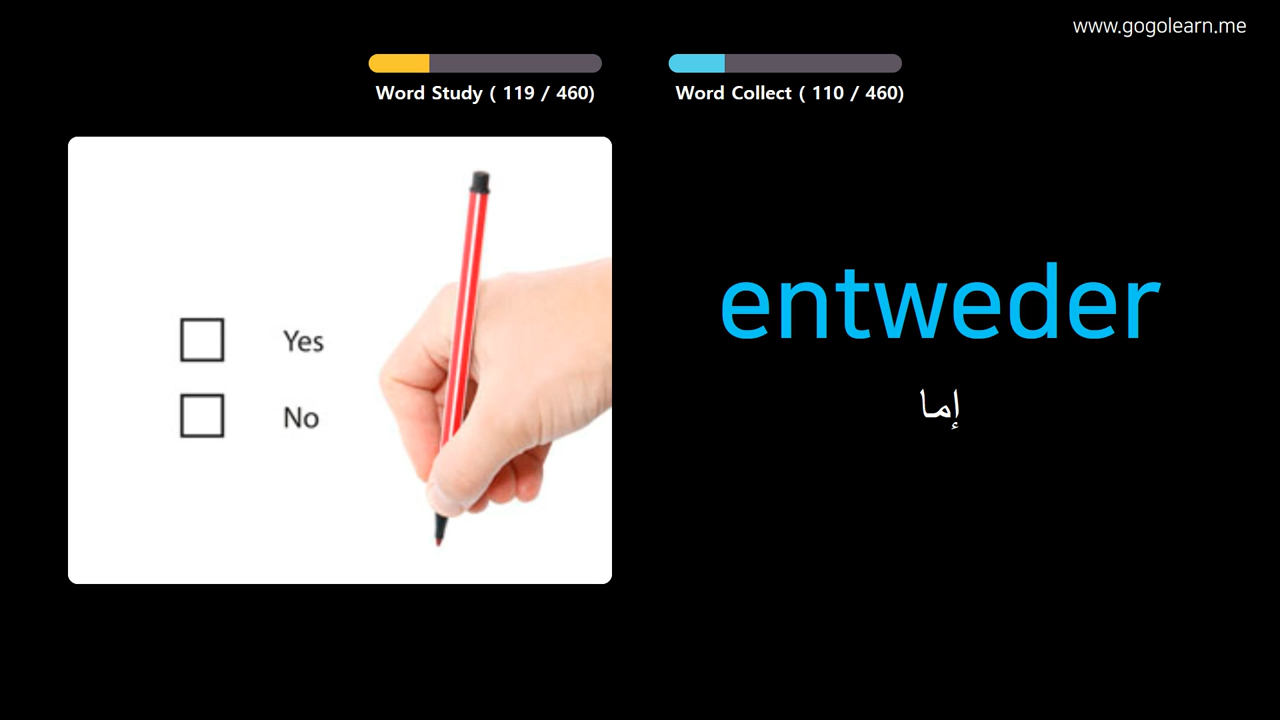 www.gogolearn.me
Word Study ( 119 / 460)
Word Collect ( 110 / 460)
Yes
No
entweder
إما